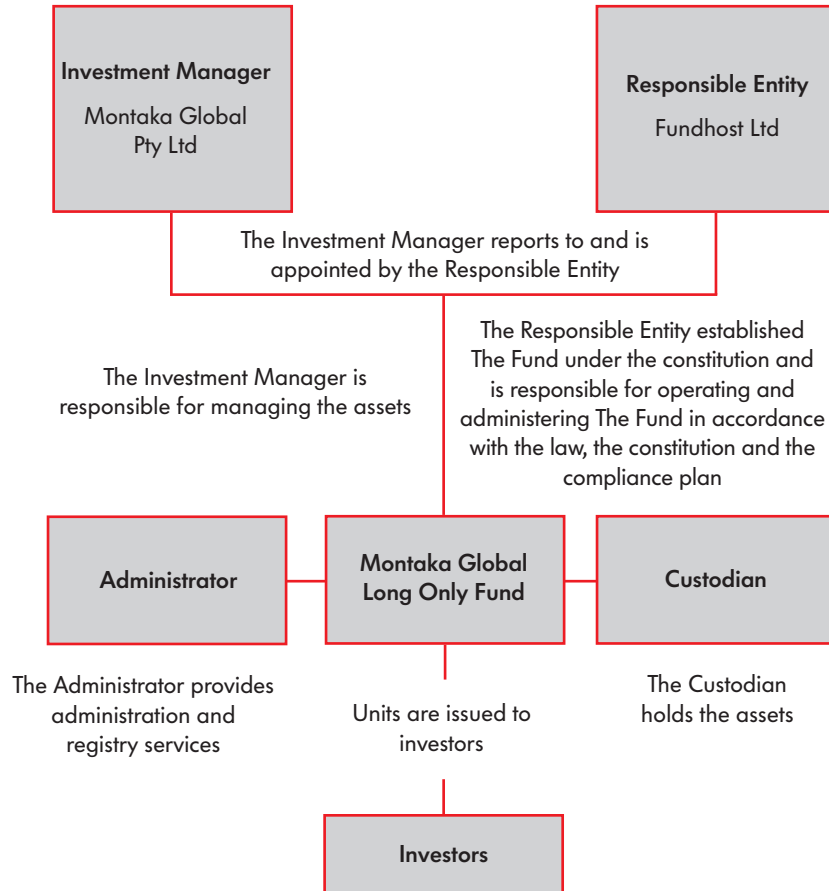 Investment Manager
Montaka Global
Pty Ltd
Responsible Entity
Fundhost Ltd
The Investment Manager reports to and is
appointed by the Responsible Entity
The Investment Manager is
responsible for managing the assets
The Responsible Entity established
The Fund under the constitution and
is responsible for operating and
administering The Fund in accordance
with the law, the constitution and the
compliance plan
Administrator
Montaka Global
Long Only Fund
Custodian
The Administrator provides
administration and
registry services
Units are issued to
investors
The Custodian
holds the assets
Investors